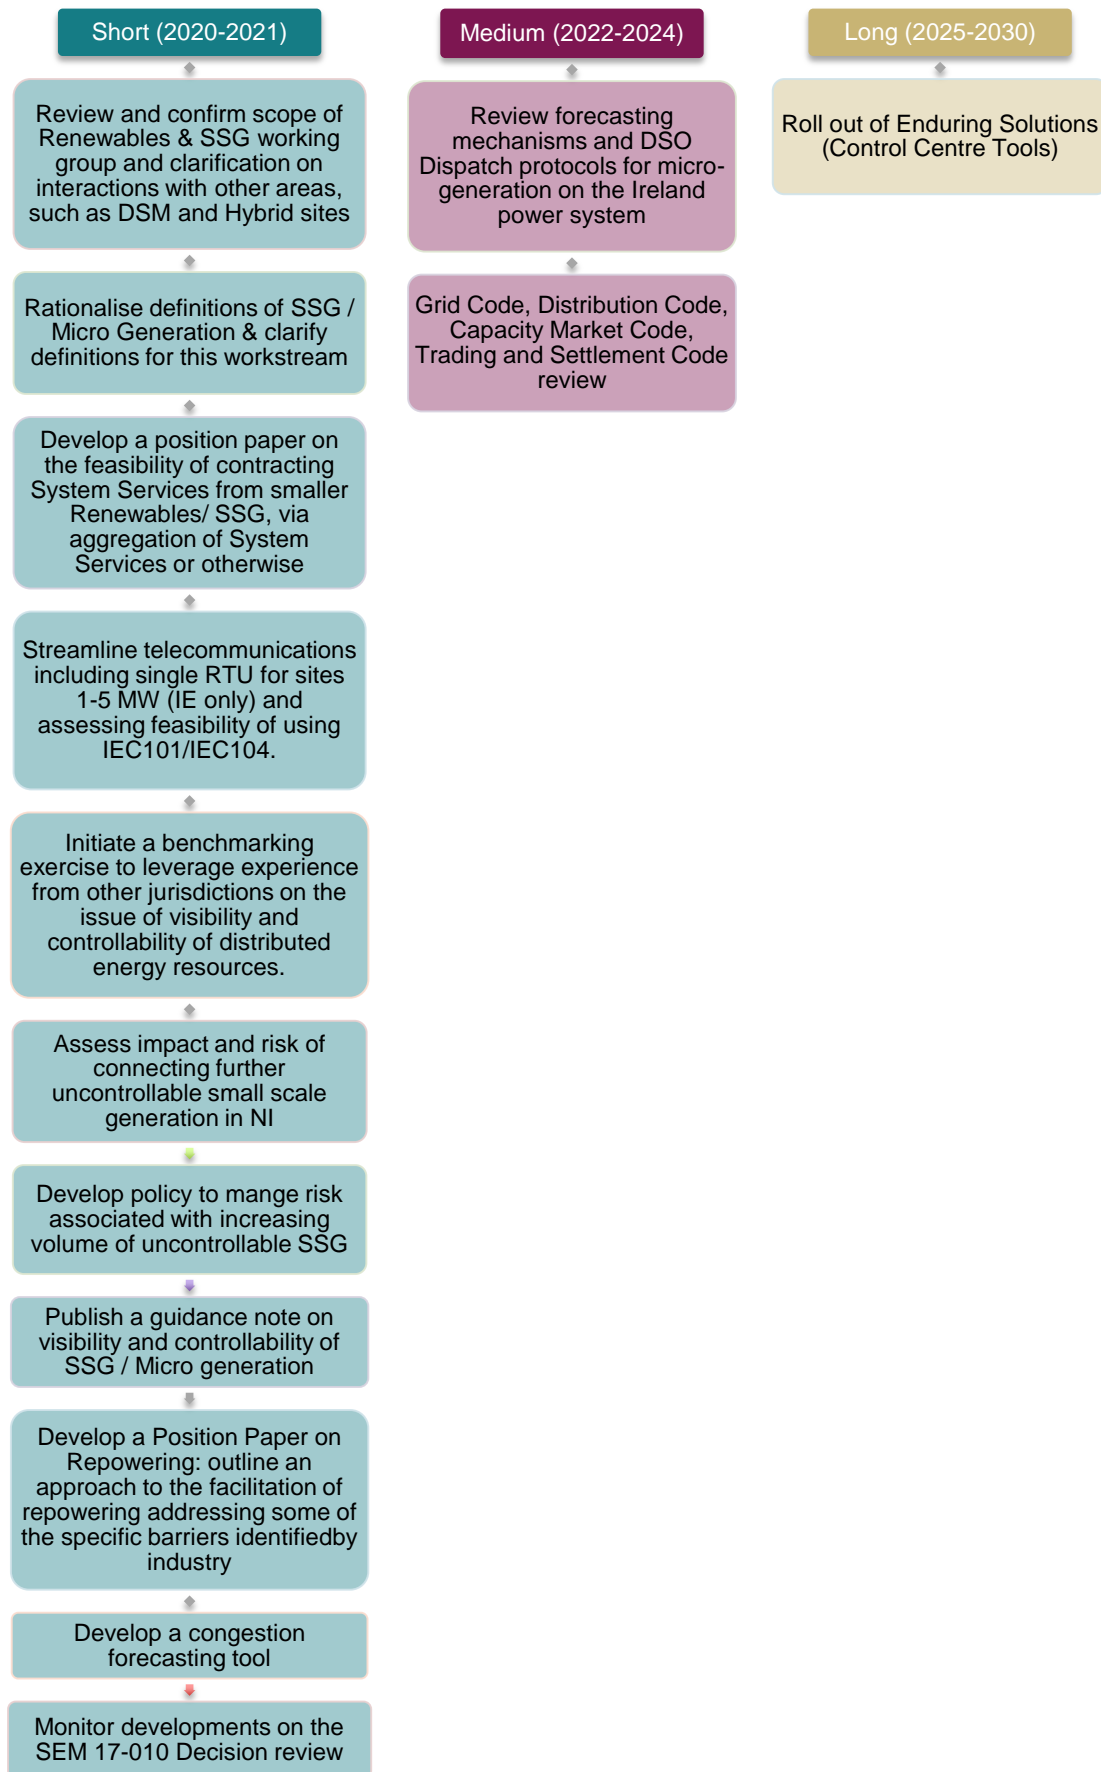 Short (2020-2021)
Review and confirm scope of
Renewables & SSG working
group and clarification on
interactions with other areas,
such as DSM and Hybrid sites
Rationalise definitions of SSG /
Micro Generation & clarify
definitions for this workstream
Develop a position paper on
the feasibility of contracting
System Services from smaller
Renewables/ SSG, via
aggregation of System
Services or otherwise
Streamline telecommunications
including single RTU for sites
1-5 MW (IE only) and
assessing feasibility of using
IEC101/IEC104.
Initiate a benchmarking
exercise to leverage experience
from other jurisdictions on the
issue of visibility and
controllability of distributed
energy resources.
Assess impact and risk of
connecting further
uncontrollable small scale
generation in NI
Develop policy to mange risk
associated with increasing
volume of uncontrollable SSG
Publish a guidance note on
visibility and controllability of
SSG / Micro generation
Develop a Position Paper on
Repowering: outline an
approach to the facilitation of
repowering addressing some of
the specific barriers identifiedby
industry
Develop a congestion
forecasting tool
Monitor developments on the
SEM 17-010 Decision review
Medium (2022-2024)
Review forecasting
mechanisms and DSO
Dispatch protocols for micro-
generation on the Ireland
power system
Grid Code, Distribution Code,
Capacity Market Code,
Trading and Settlement Code
review
Long (2025-2030)
Roll out of Enduring Solutions
(Control Centre Tools)